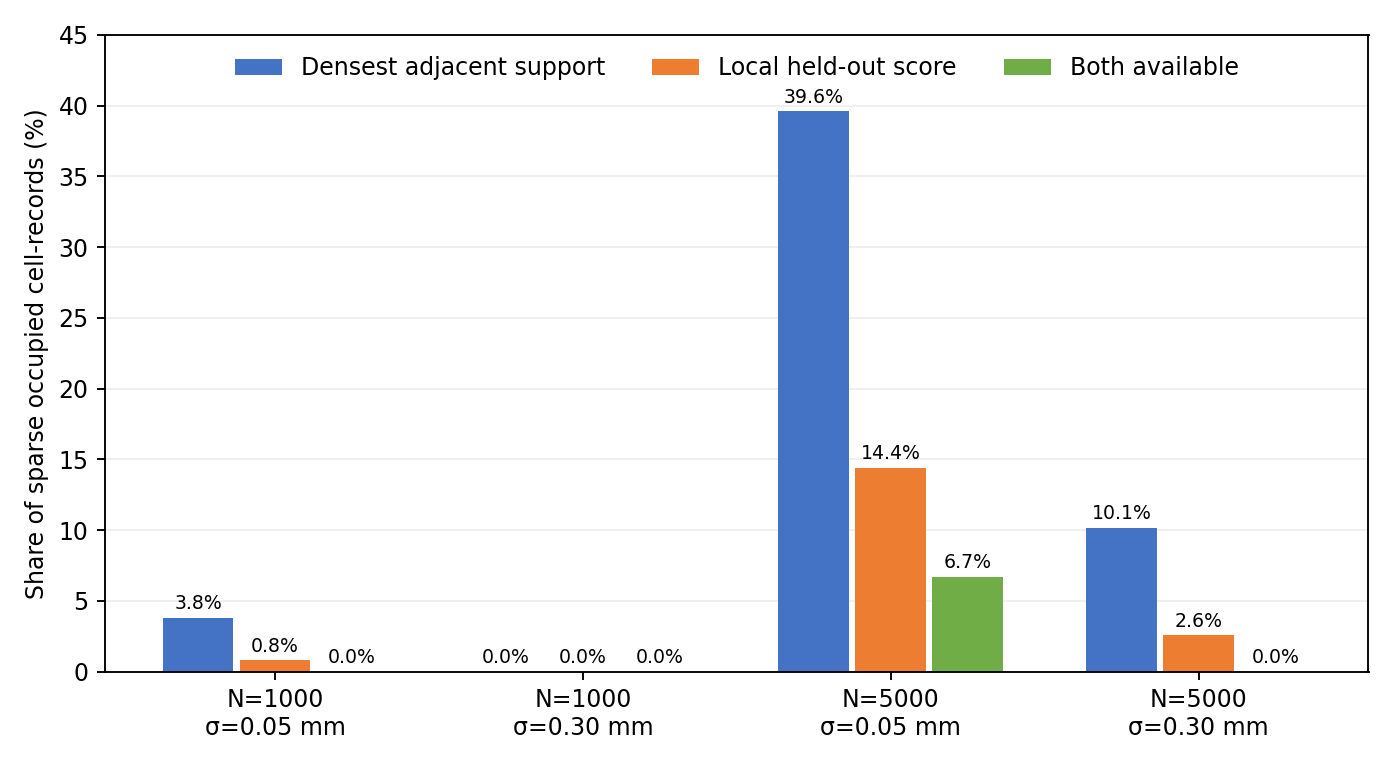 Densest adjacent support Local held-out score Both available
Share of sparse occupied cell-records (%)
45
40
35
30
25
20
15
10
5
0
3.8%
0.8%
0.0%
0.0%
0.0%
0.0%
39.6%
14.4%
6.7%
10.1%
2.6%
0.0%
N=1000
σ=0.05 mm
N=1000
σ=0.30 mm
N=5000
σ=0.05 mm
N=5000
σ=0.30 mm